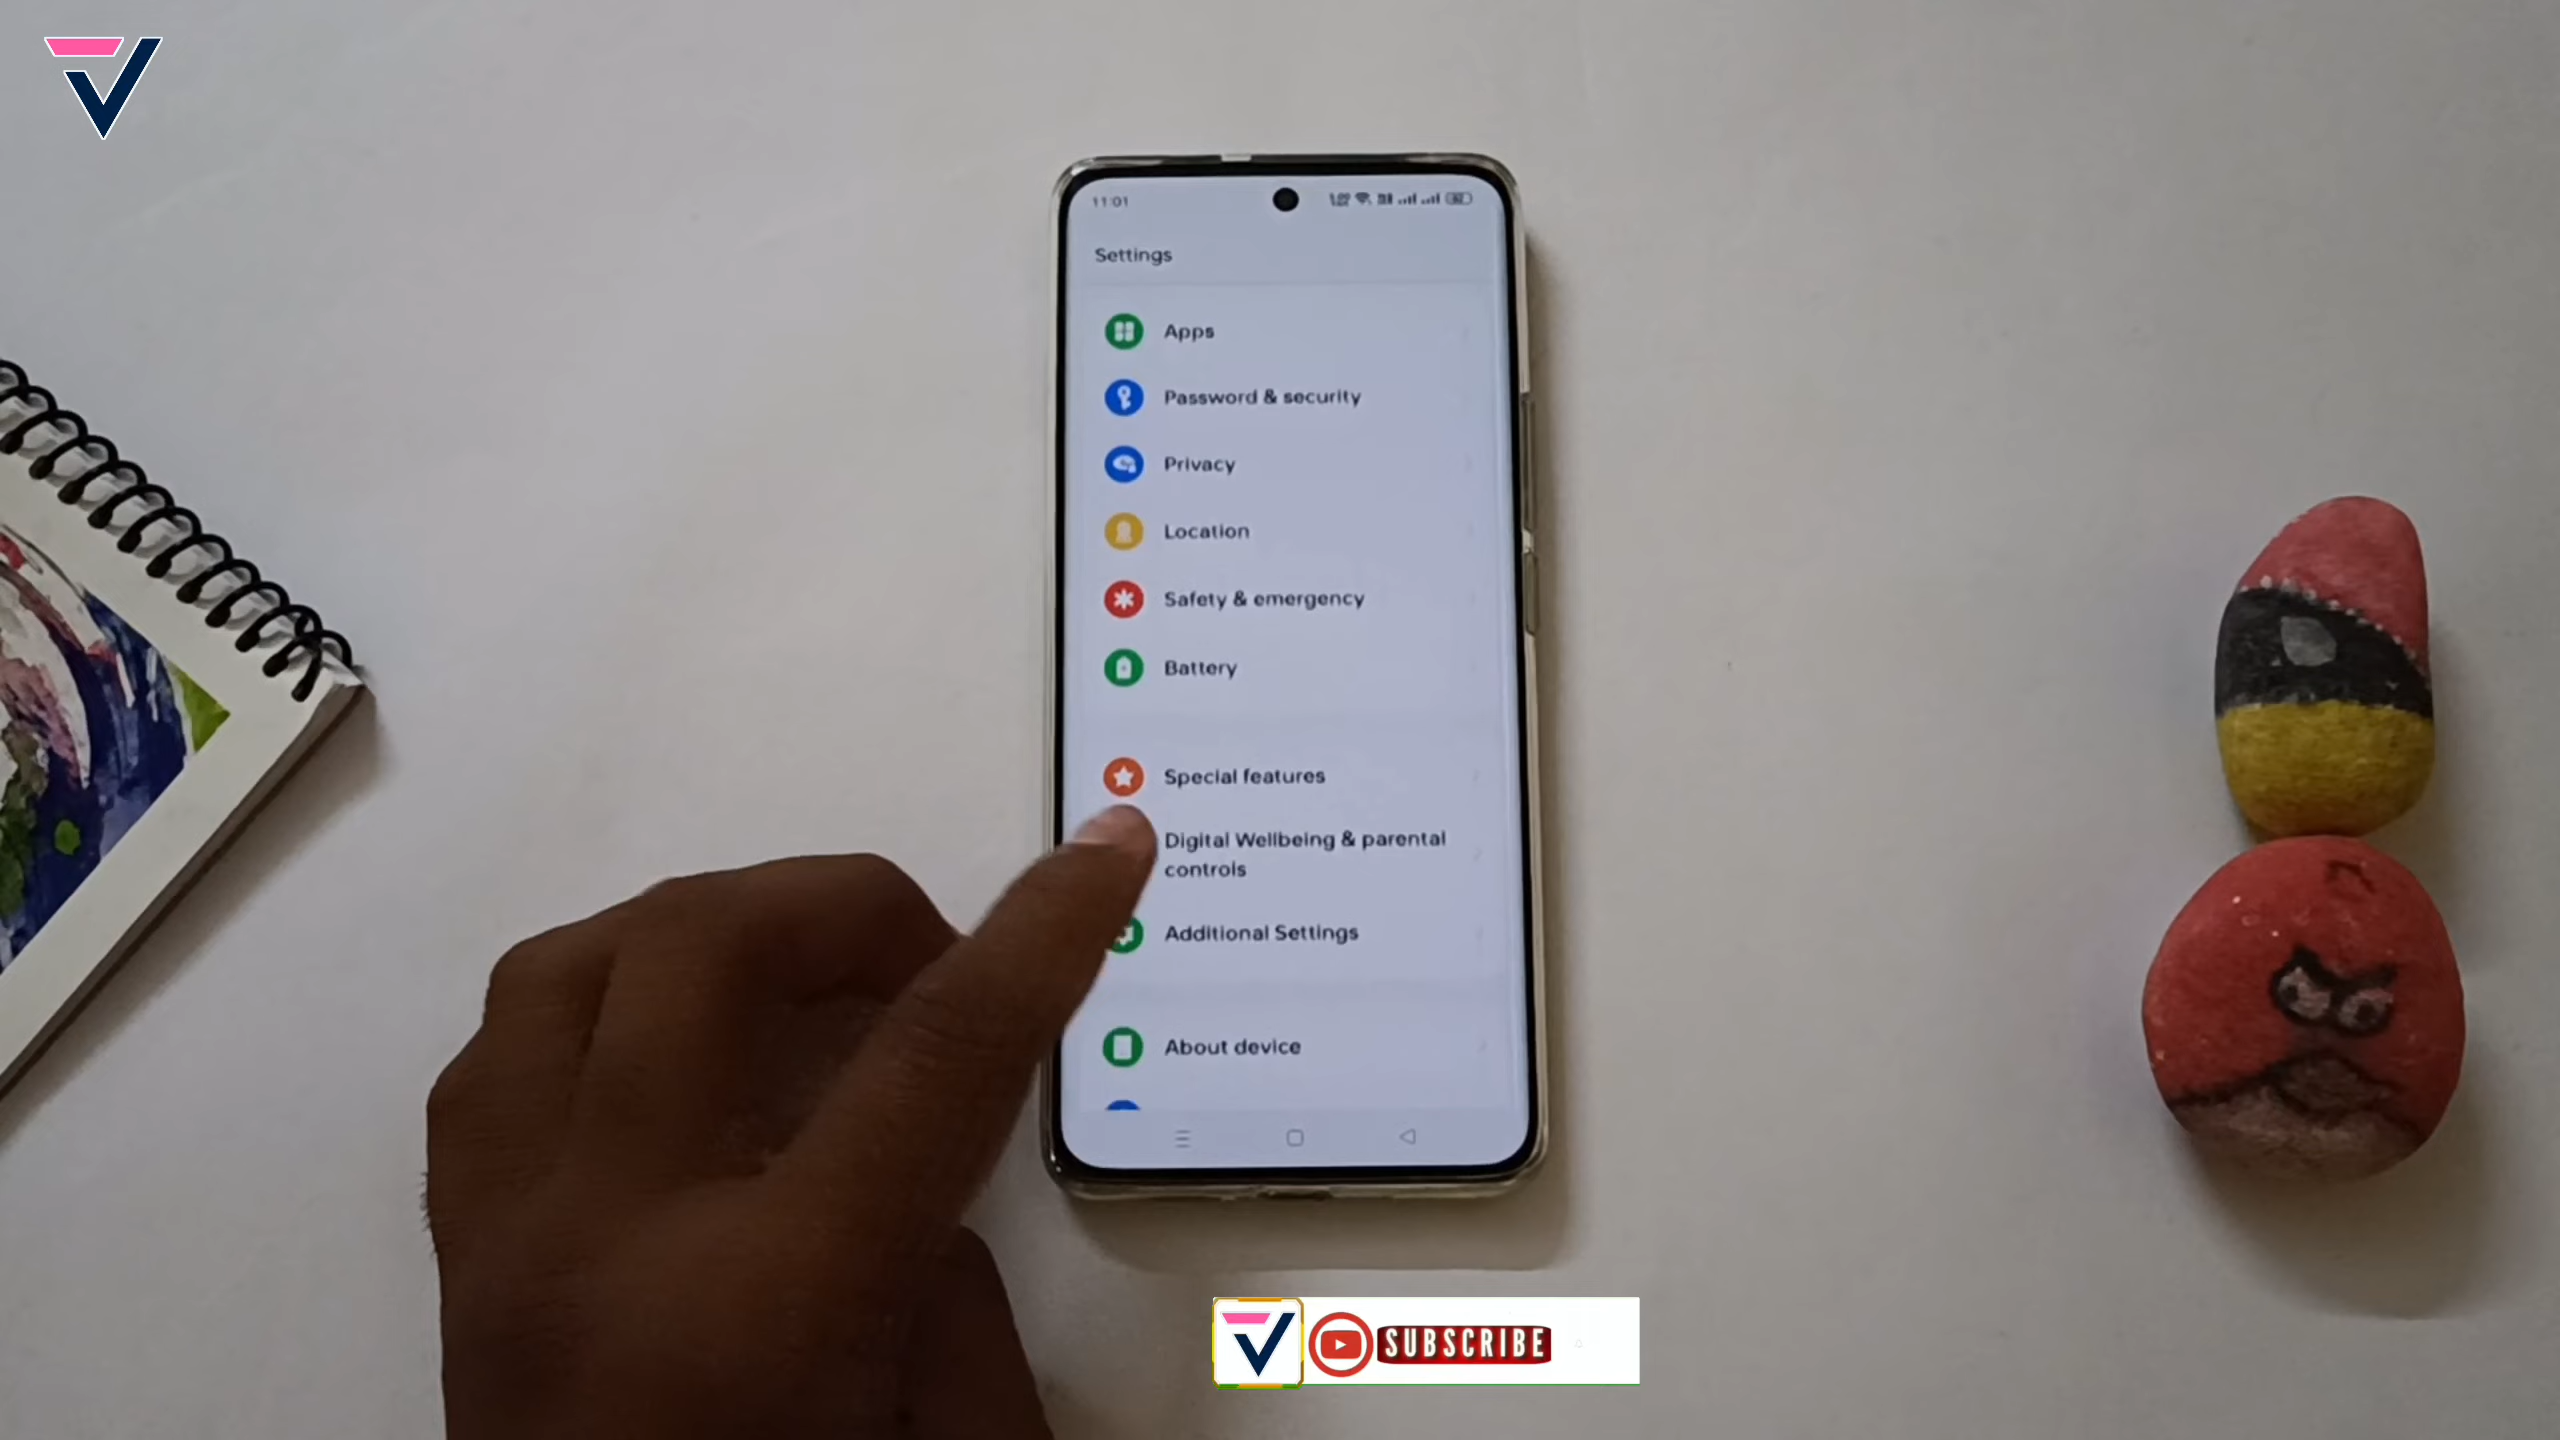 11:01
Settings
Apps
Password & security
Privacy
Location
Safety & emergency
Battery
Special features
Digital Wellbeing & parental
controls
Additional Settings
About device
SUBSCRIBE